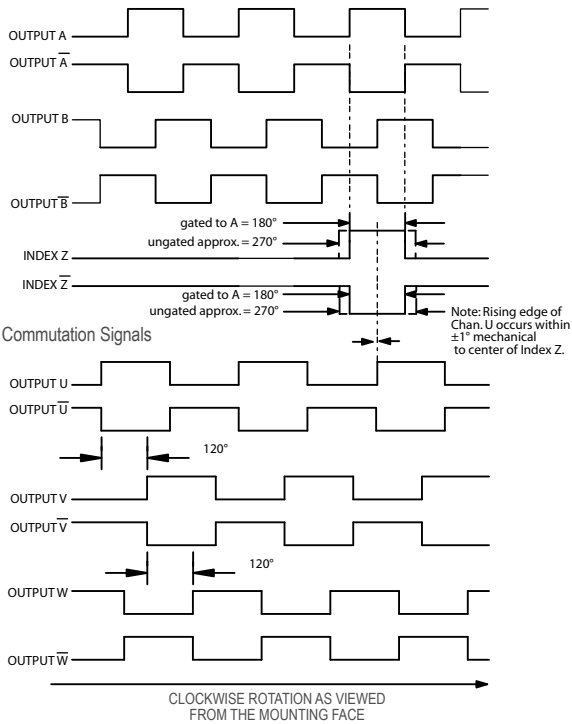 OUTPUT A
OUTPUT A̅
OUTPUT B
OUTPUT B̅
gated to A = 180°
ungated approx. = 270°
INDEX Z
INDEX Z̅
gated to A = 180°
ungated approx. = 270°
Note: Rising edge of
Chan. U occurs within
±1° mechanical
to center of Index Z.
Commutation Signals
OUTPUT U
OUTPUT U̅
120°
OUTPUT V
OUTPUT V̅
120°
OUTPUT W
OUTPUT W̅
CLOCKWISE ROTATION AS VIEWED
FROM THE MOUNTING FACE